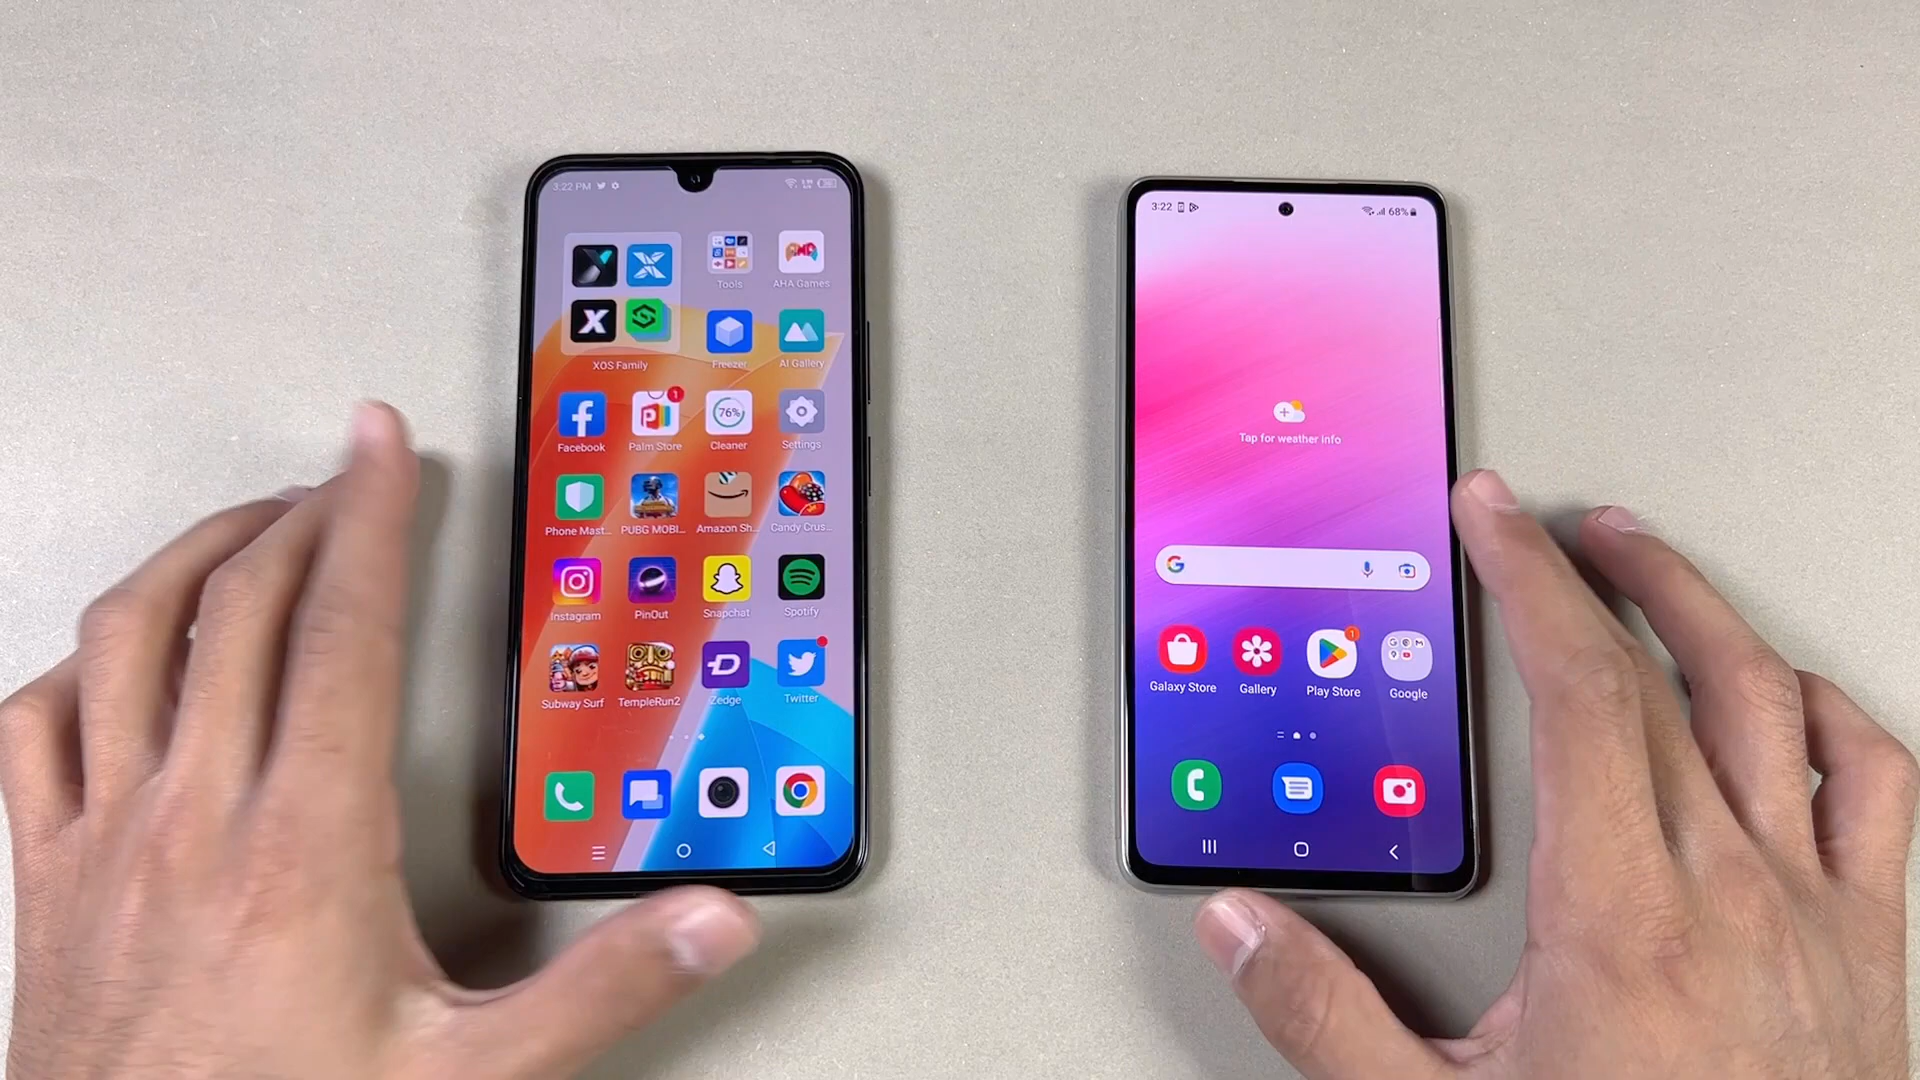 3:22 PM
Tools
AHA Games
XOS Family
Freezer
AI Gallery
1
76%
Facebook
Palm Store
Cleaner
Settings
Phone Mast...
PUBG MOBI...
Amazon Sh...
Candy Crus...
Instagram
PinOut
Snapchat
Spotify
Subway Surf
TempleRun2
Zedge
Twitter
3:22
68%
Tap for weather info
1
Galaxy Store
Gallery
Play Store
Google